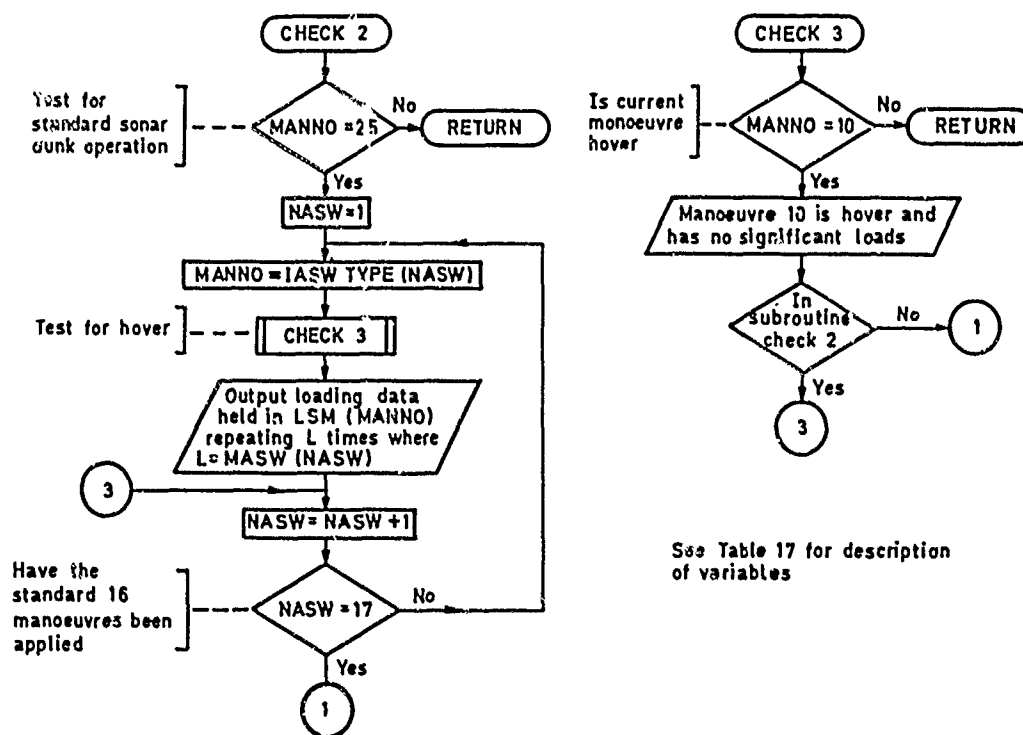 CHECK 2
Test for
standard sonar
dunk operation
MANNO = 25
No
RETURN
Yes
NASW=1
MANNO = IASW TYPE (NASW)
Test for hover
CHECK 3
Output loading data
held in LSM (MANNO)
repeating L times where
L= MASW (NASW)
3
NASW= NASW +1
Have the
standard 16
manoeuvres been
applied
NASW = 17
No
Yes
1
CHECK 3
Is current
monoeuvre
hover
MANNO = 10
No
RETURN
Yes
Manoeuvre 10 is hover and
has no significant loads
In
subroutine
check 2
No
1
Yes
3
See Table 17 for description
of variables